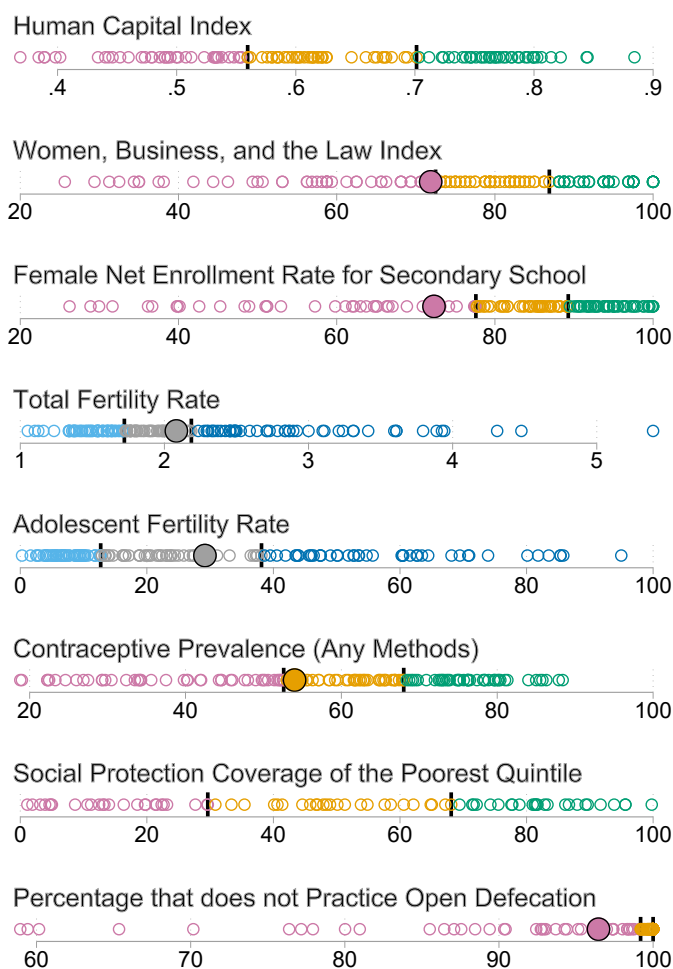 Human Capital Index
.4 .5 .6 .7 .8 .9
Women, Business, and the Law Index
20 40 60 80 100
Female Net Enrollment Rate for Secondary School
20 40 60 80 100
Total Fertility Rate
1 2 3 4 5
Adolescent Fertility Rate
0 20 40 60 80 100
Contraceptive Prevalence (Any Methods)
20 40 60 80 100
Social Protection Coverage of the Poorest Quintile
0 20 40 60 80 100
Percentage that does not Practice Open Defecation
60 70 80 90 100